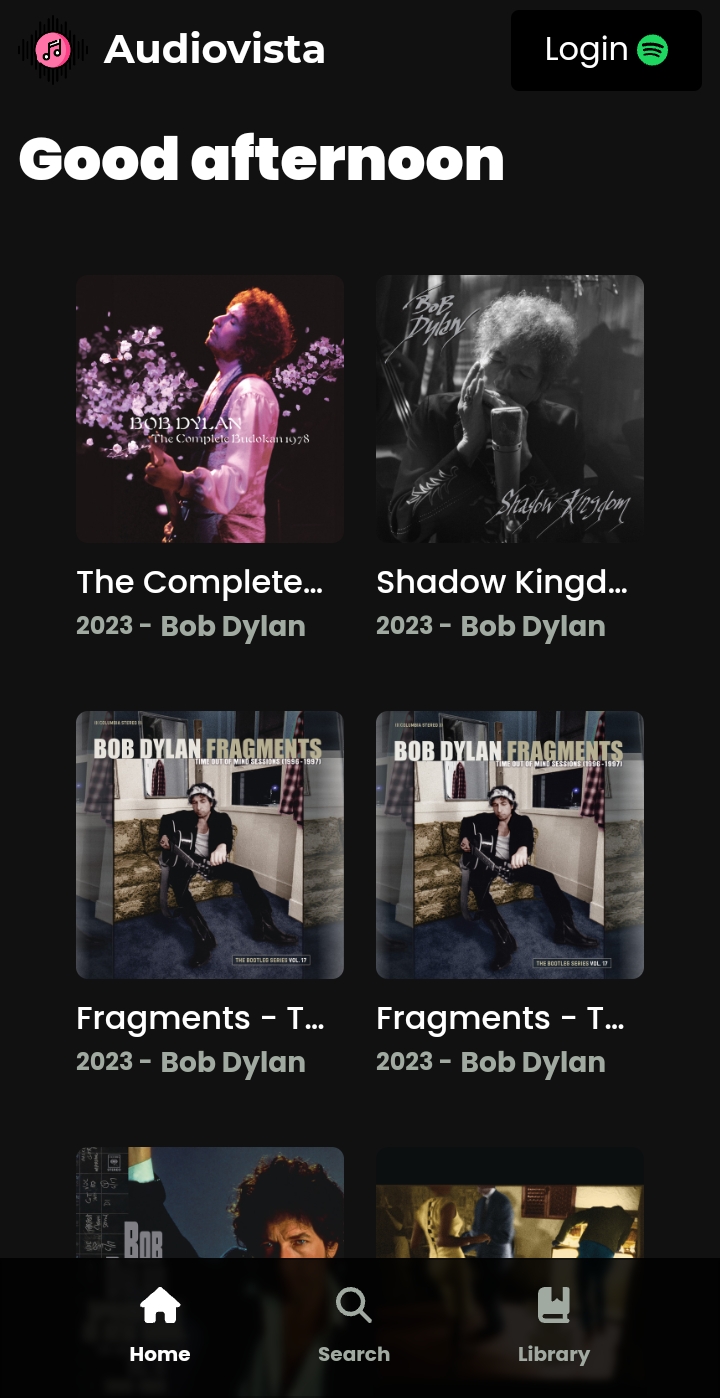 Audiovista
Login
Good afternoon
BOB DYLAN
The Complete Budokan 1978
Bob
Dylan
Shadow Kingdom
The Complete...
2023 - Bob Dylan
Shadow Kingd...
2023 - Bob Dylan
BOB DYLAN FRAGMENTS
TIME OUT OF MIND SESSIONS (1996-1997)
THE BOOTLEG SERIES VOL. 17
BOB DYLAN FRAGMENTS
TIME OUT OF MIND SESSIONS (1996-1997)
THE BOOTLEG SERIES VOL. 17
Fragments - T...
2023 - Bob Dylan
Fragments - T...
2023 - Bob Dylan
BOB
Home
Search
Library